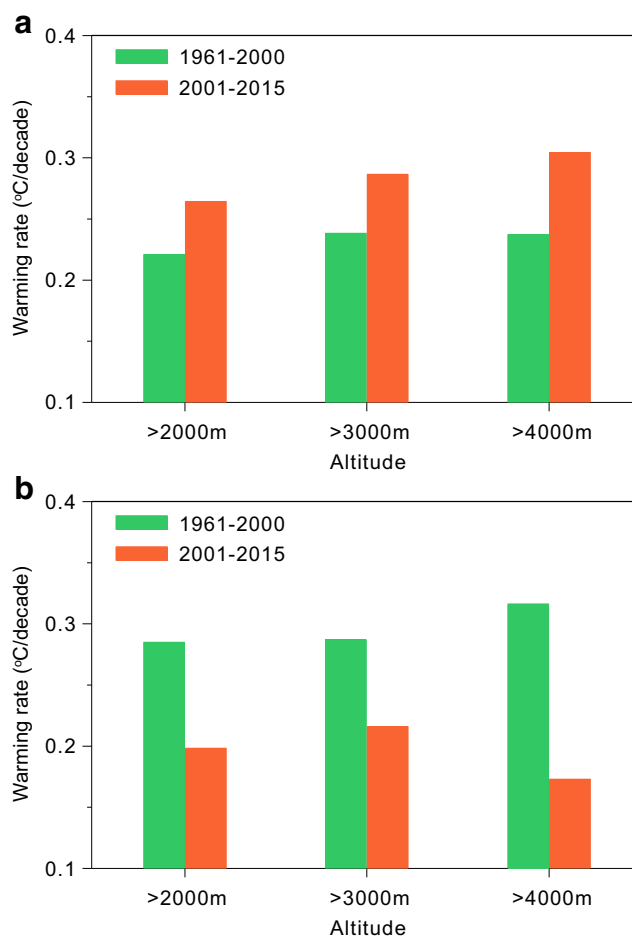 a
0.4
0.3
0.2
0.1
Warming rate (ºC/decade)
1961-2000
2001-2015
>2000m
>3000m
>4000m
Altitude
b
0.4
0.3
0.2
0.1
Warming rate (ºC/decade)
1961-2000
2001-2015
>2000m
>3000m
>4000m
Altitude